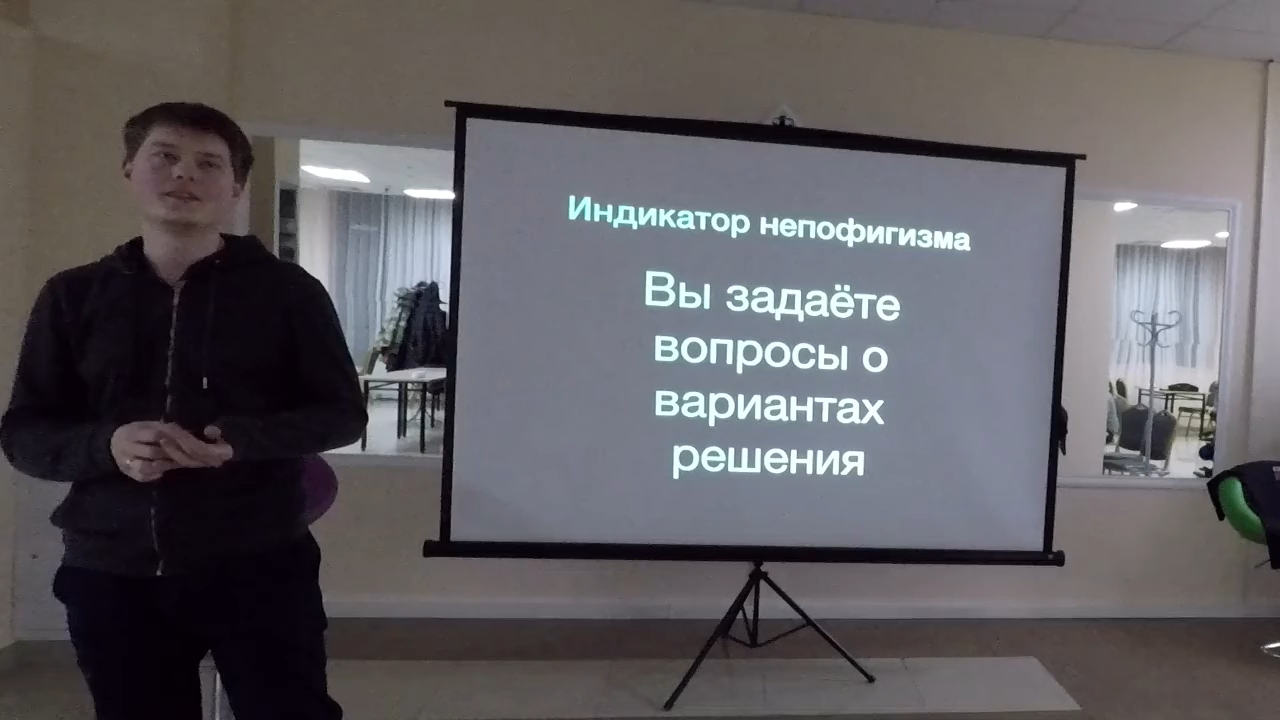 Индикатор непофигизма
Вы задаёте
вопросы о
вариантах
решения